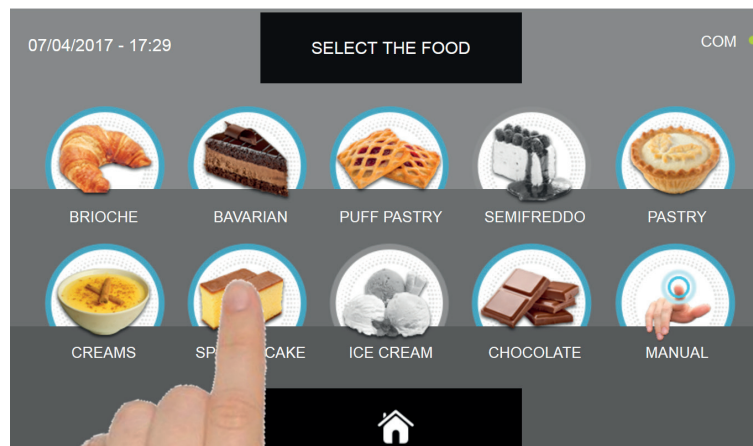 07/04/2017 - 17:29
SELECT THE FOOD
COM
BRIOCHE
BAVARIAN
PUFF PASTRY
SEMIFREDDO
PASTRY
CREAMS
SP CAKE
ICE CREAM
CHOCOLATE
MANUAL